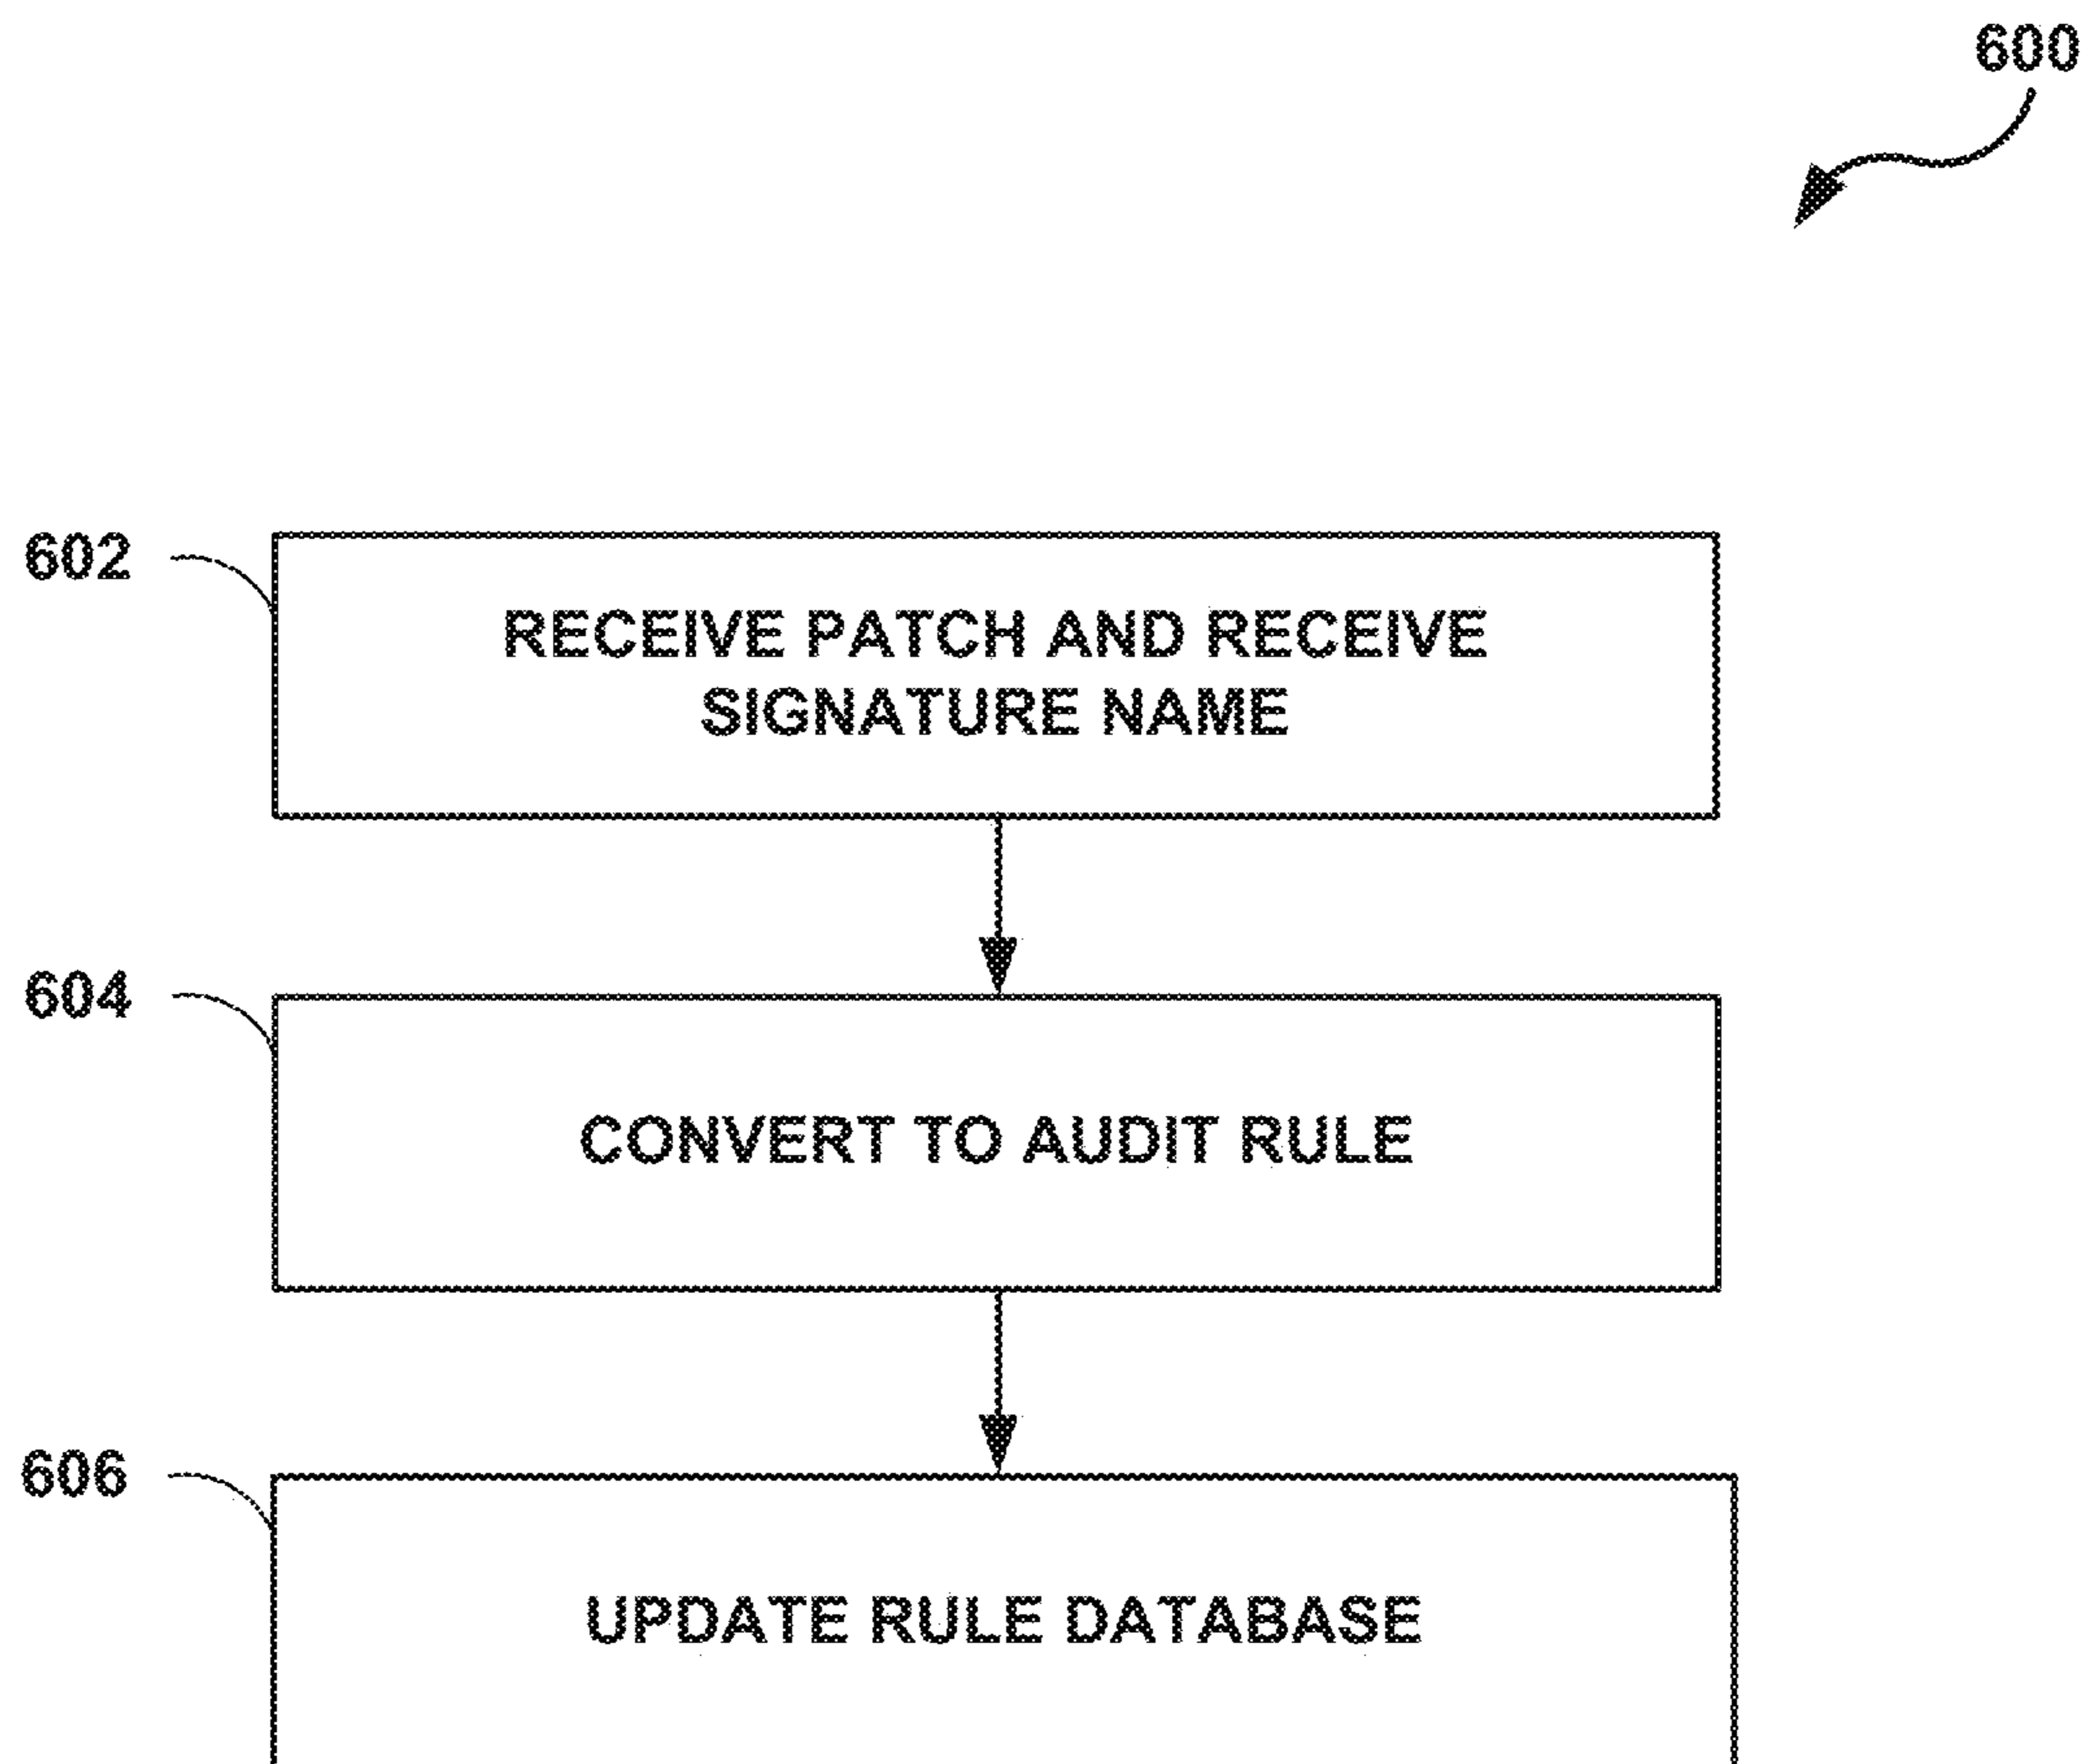 600
602
RECEIVE PATCH AND RECEIVE
SIGNATURE NAME
604
CONVERT TO AUDIT RULE
606
UPDATE RULE DATABASE